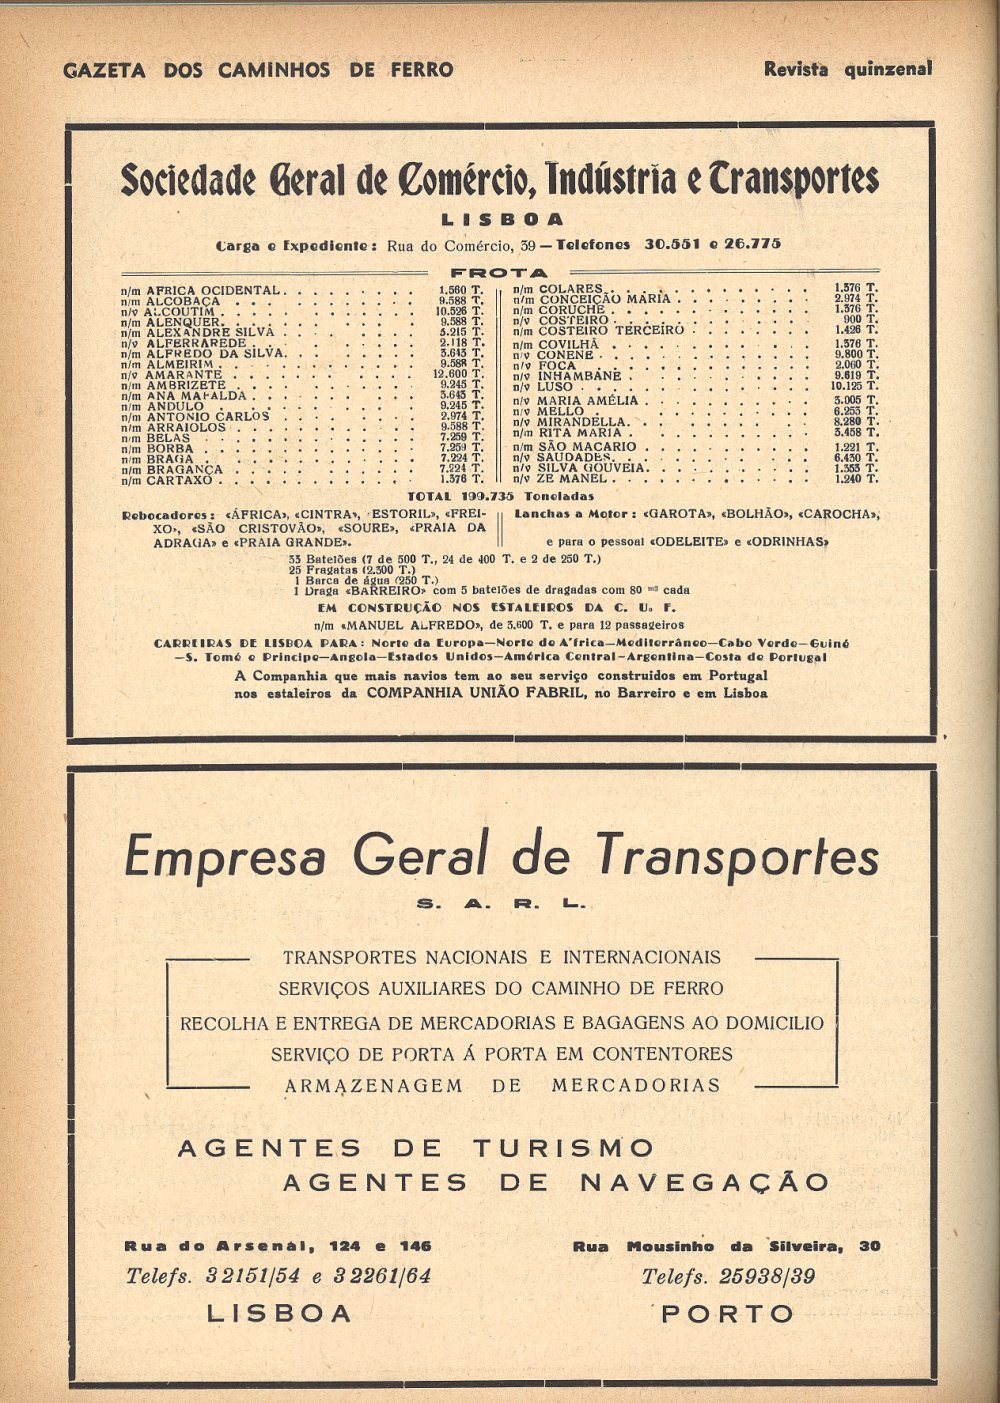 GAZETA DOS CAMINHOS DE FERRO
Revista quinzenal
Sociedade Geral de Comércio, Indústria e Transportes
LISBOA
Carga e Expediente: Rua do Comércio, 39 — Telefones 30.551 e 26.775
FROTA
n/m AFRICA OCIDENTAL 1.560 T.
n/m ALCOBAÇA 9.588 T.
n/v ALCOUTIM 10.526 T.
n/m ALENQUER 9.588 T.
n/m ALEXANDRE SILVA 3.215 T.
n/v ALFERRAREDE 2.118 T.
n/m ALFREDO DA SILVA 3.643 T.
n/m ALMEIRIM 9.588 T.
n/v AMARANTE 12.600 T.
n/m AMBRIZETE 9.245 T.
n/m ANA MAFALDA 3.643 T.
n/m ANDULO 9.245 T.
n/m ANTONIO CARLOS 2.974 T.
n/m ARRAIOLOS 9.588 T.
n/m BELAS 7.259 T.
n/m BORBA 7.259 T.
n/m BRAGA 7.224 T.
n/m BRAGANÇA 7.224 T.
n/m CARTAXO 1.376 T.
n/m COLARES 1.376 T.
n/m CONCEIÇÃO MARIA 2.974 T.
n/m CORUCHE 1.376 T.
n/v COSTEIRO 900 T.
n/m COSTEIRO TERCEIRO 1.426 T.
n/m COVILHÃ 1.376 T.
n/v CONENE 9.800 T.
n/v FOCA 2.060 T.
n/v INHAMBANE 9.619 T.
n/v LUSO 10.125 T.
n/v MARIA AMÉLIA 3.005 T.
n/v MELLO 6.253 T.
n/v MIRANDELLA 8.280 T.
n/m RITA MARIA 3.458 T.
n/m SÃO MACARIO 1.221 T.
n/v SAUDADES 6.430 T.
n/v SILVA GOUVEIA 1.353 T.
n/v ZE MANEL 1.240 T.
TOTAL 199.735 Toneladas
Rebocadores: «ÁFRICA», «CINTRA», ESTORIL», «FREI-
XO», «SÃO CRISTOVÃO», «SOURE», «PRAIA DA
ADRAGA» e «PRAIA GRANDE».
Lanchas a Motor: «GAROTA», «BOLHÃO», «CAROCHA»,
e para o pessoal «ODELEITE» e «ODRINHAS»
33 Batelões (7 de 500 T., 24 de 400 T. e 2 de 250 T.)
25 Fragatas (2.300 T.)
1 Barca de água (250 T.)
1 Draga «BARREIRO» com 5 batelões de dragadas com 80 m3 cada
EM CONSTRUÇÃO NOS ESTALEIROS DA C. U. F.
n/m «MANUEL ALFREDO», de 3.600 T. e para 12 passageiros
CARREIRAS DE LISBOA PARA: Norte da Europa—Norte de A'frica—Mediterrâneo—Cabo Verde—Guiné
—S. Tomé e Principe—Angola—Estados Unidos—América Central—Argentina—Costa de Portugal
A Companhia que mais navios tem ao seu serviço construidos em Portugal
nos estaleiros da COMPANHIA UNIÃO FABRIL, no Barreiro e em Lisboa
Empresa Geral de Transportes
S. A. R. L.
TRANSPORTES NACIONAIS E INTERNACIONAIS
SERVIÇOS AUXILIARES DO CAMINHO DE FERRO
RECOLHA E ENTREGA DE MERCADORIAS E BAGAGENS AO DOMICILIO
SERVIÇO DE PORTA Á PORTA EM CONTENTORES
ARMAZENAGEM DE MERCADORIAS
AGENTES DE TURISMO
AGENTES DE NAVEGAÇÃO
Rua do Arsenal, 124 e 146
Telefs. 32151/54 e 32261/64
LISBOA
Rua Mousinho da Silveira, 30
Telefs. 25938/39
PORTO